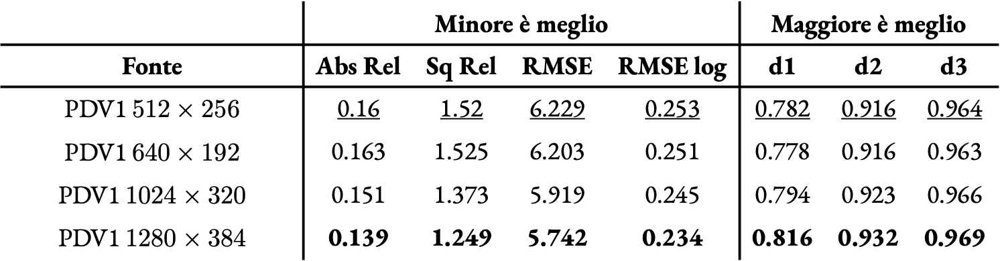 Minore è meglio Maggiore è meglio
Fonte Abs Rel Sq Rel RMSE RMSE log d1 d2 d3
PDV1 512 × 256 0.16 1.52 6.229 0.253 0.782 0.916 0.964
PDV1 640 × 192 0.163 1.525 6.203 0.251 0.778 0.916 0.963
PDV1 1024 × 320 0.151 1.373 5.919 0.245 0.794 0.923 0.966
PDV1 1280 × 384 0.139 1.249 5.742 0.234 0.816 0.932 0.969